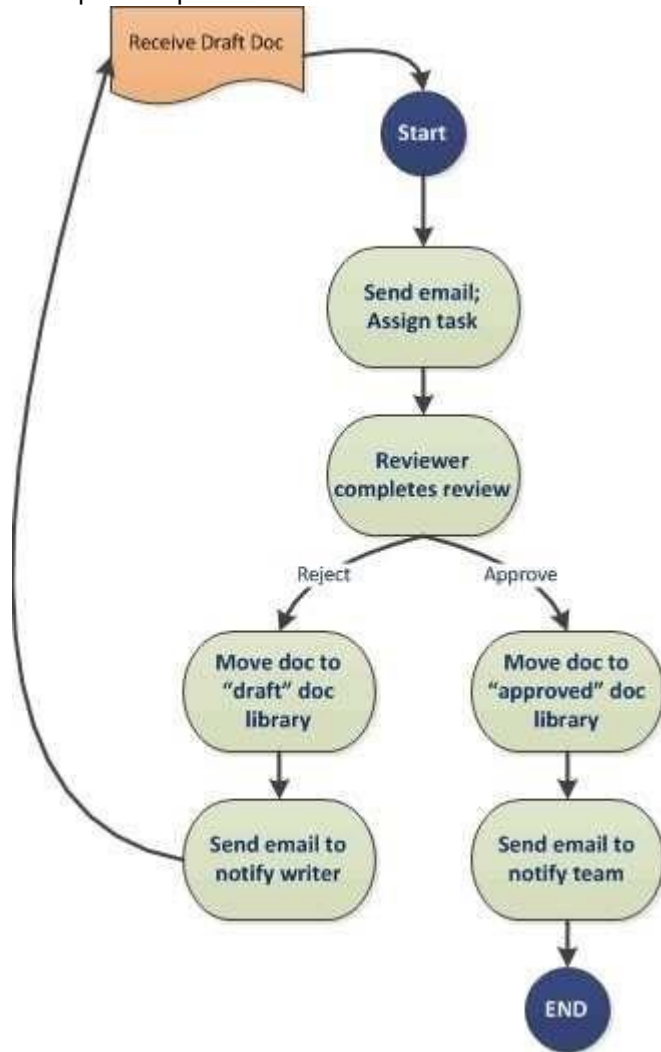 Receive Draft Doc
Start
Send email;
Assign task
Reviewer
completes review
Reject
Approve
Move doc to
“draft” doc
library
Move doc to
“approved” doc
library
Send email to
notify writer
Send email to
notify team
END